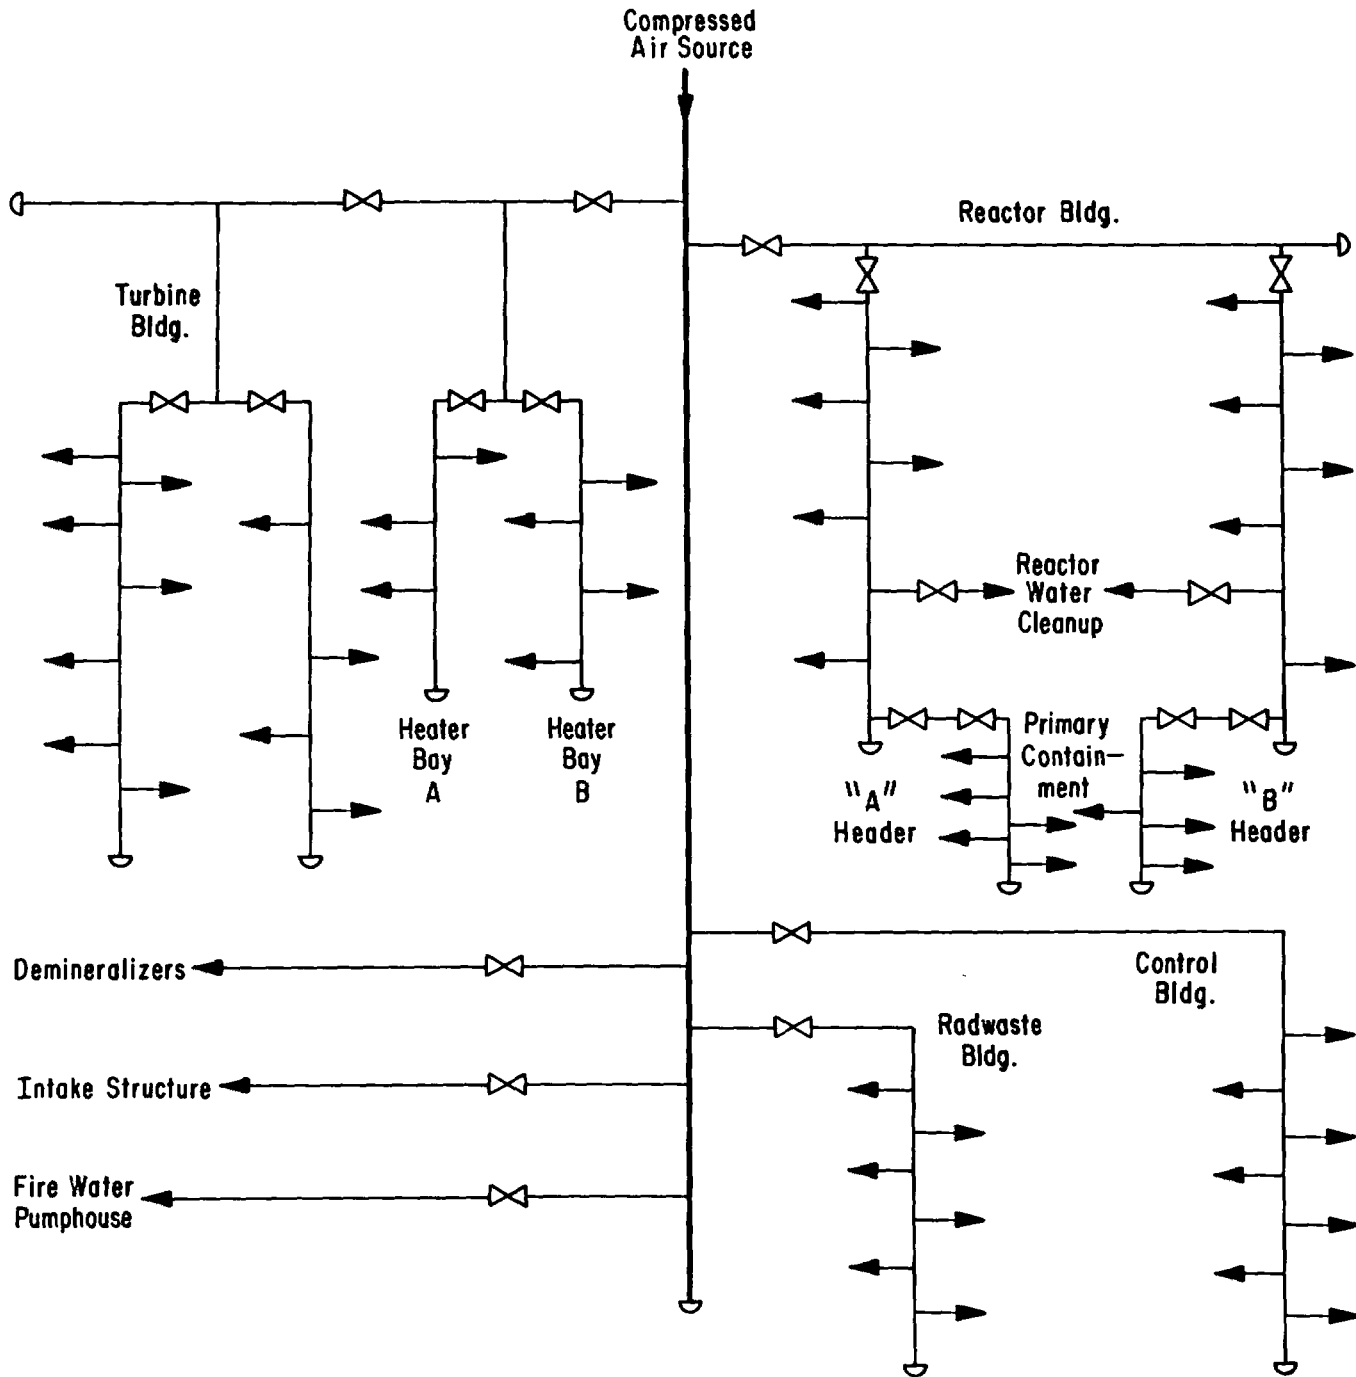 Compressed
Air Source
Reactor Bldg.
Turbine
Bldg.
Reactor
Water
Cleanup
Heater
Bay
A
Heater
Bay
B
Primary
Contain-
ment
"A"
Header
"B"
Header
Demineralizers
Control
Bldg.
Radwaste
Bldg.
Intake Structure
Fire Water
Pumphouse